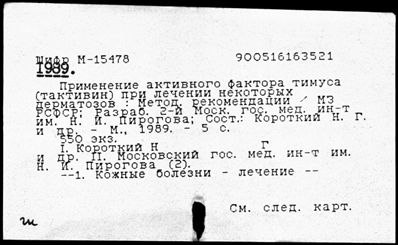 Шифр М-15478 900516163521
1989.
Применение активного фактора тимуса
(тактивин) при лечении некоторых
дерматозов : Метод. рекомендации / МЗ
РСФСР; Разраб. 2-й Моск. гос. мед. ин-т
им. Н. И. Пирогова; Сост.: Короткий Н. Г.
и др. - М., 1989. - 5 с.
550 экз.
I. Короткий Н Г
и др. П. Московский гос. мед. ин-т им.
Н. И. Пирогова (2).
--1. Кожные болезни - лечение --
См. след. карт.